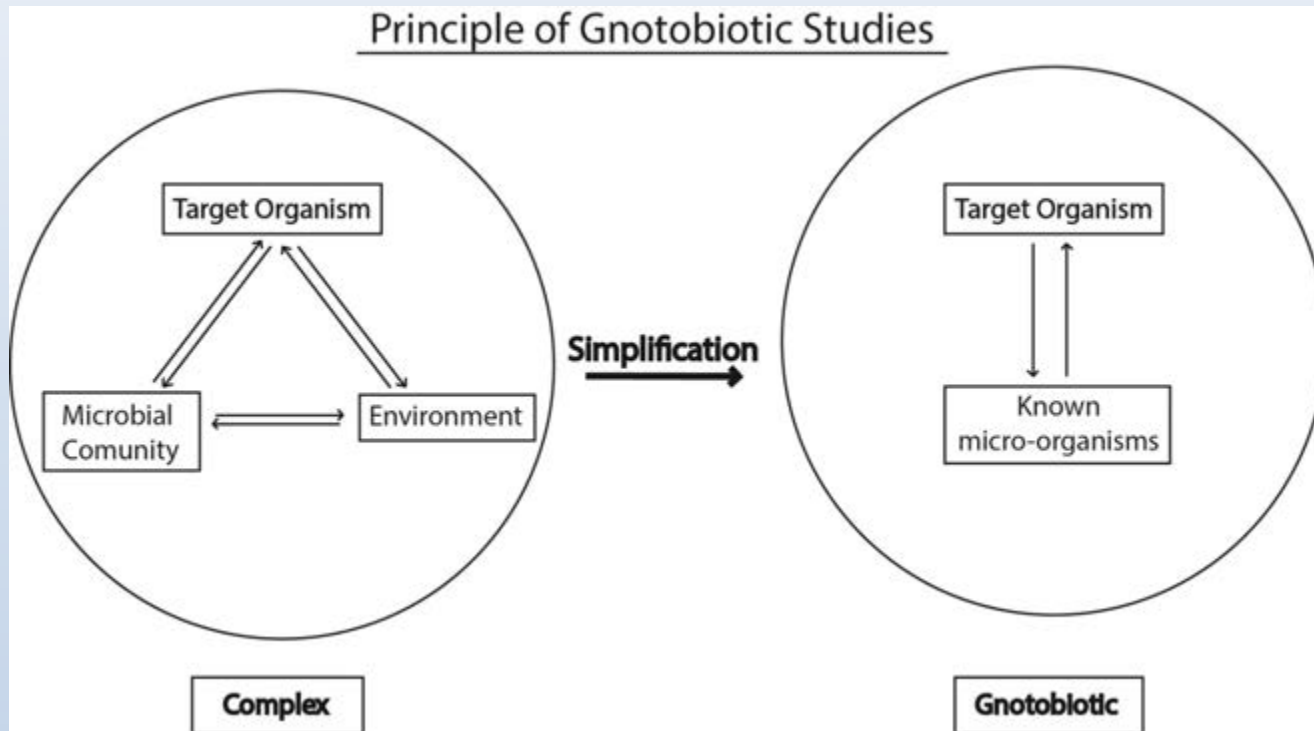 Principle of Gnotobiotic Studies
Target Organism
Microbial
Comunity
Environment
Simplification
Target Organism
Known
micro-organisms
Complex
Gnotobiotic